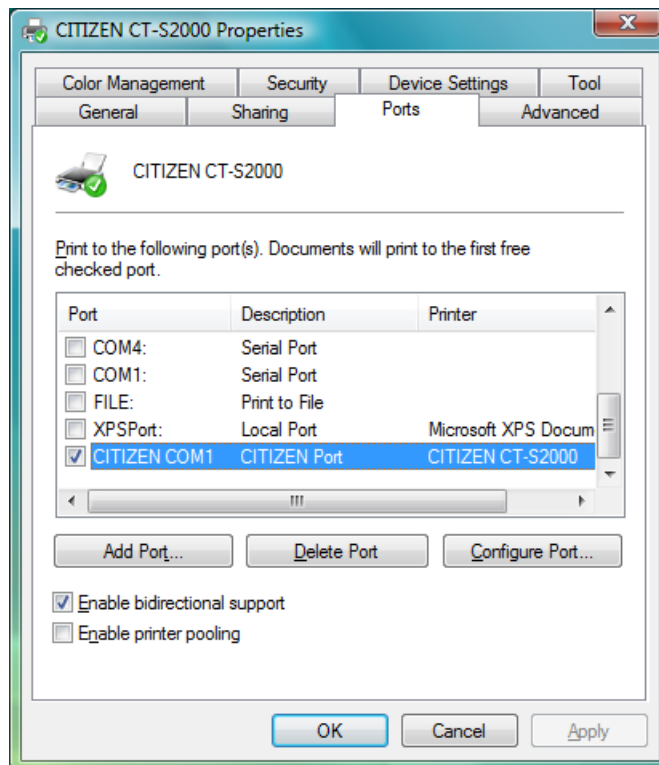 CITIZEN CT-S2000 Properties
Color Management Security Device Settings Tool
General Sharing Ports Advanced
CITIZEN CT-S2000
Print to the following port(s). Documents will print to the first free
checked port.
Port Description Printer
COM4: Serial Port
COM1: Serial Port
FILE: Print to File
XPSPort: Local Port Microsoft XPS Docum
CITIZEN COM1 CITIZEN Port CITIZEN CT-S2000
Add Port... Delete Port Configure Port...
Enable bidirectional support
Enable printer pooling
OK Cancel Apply